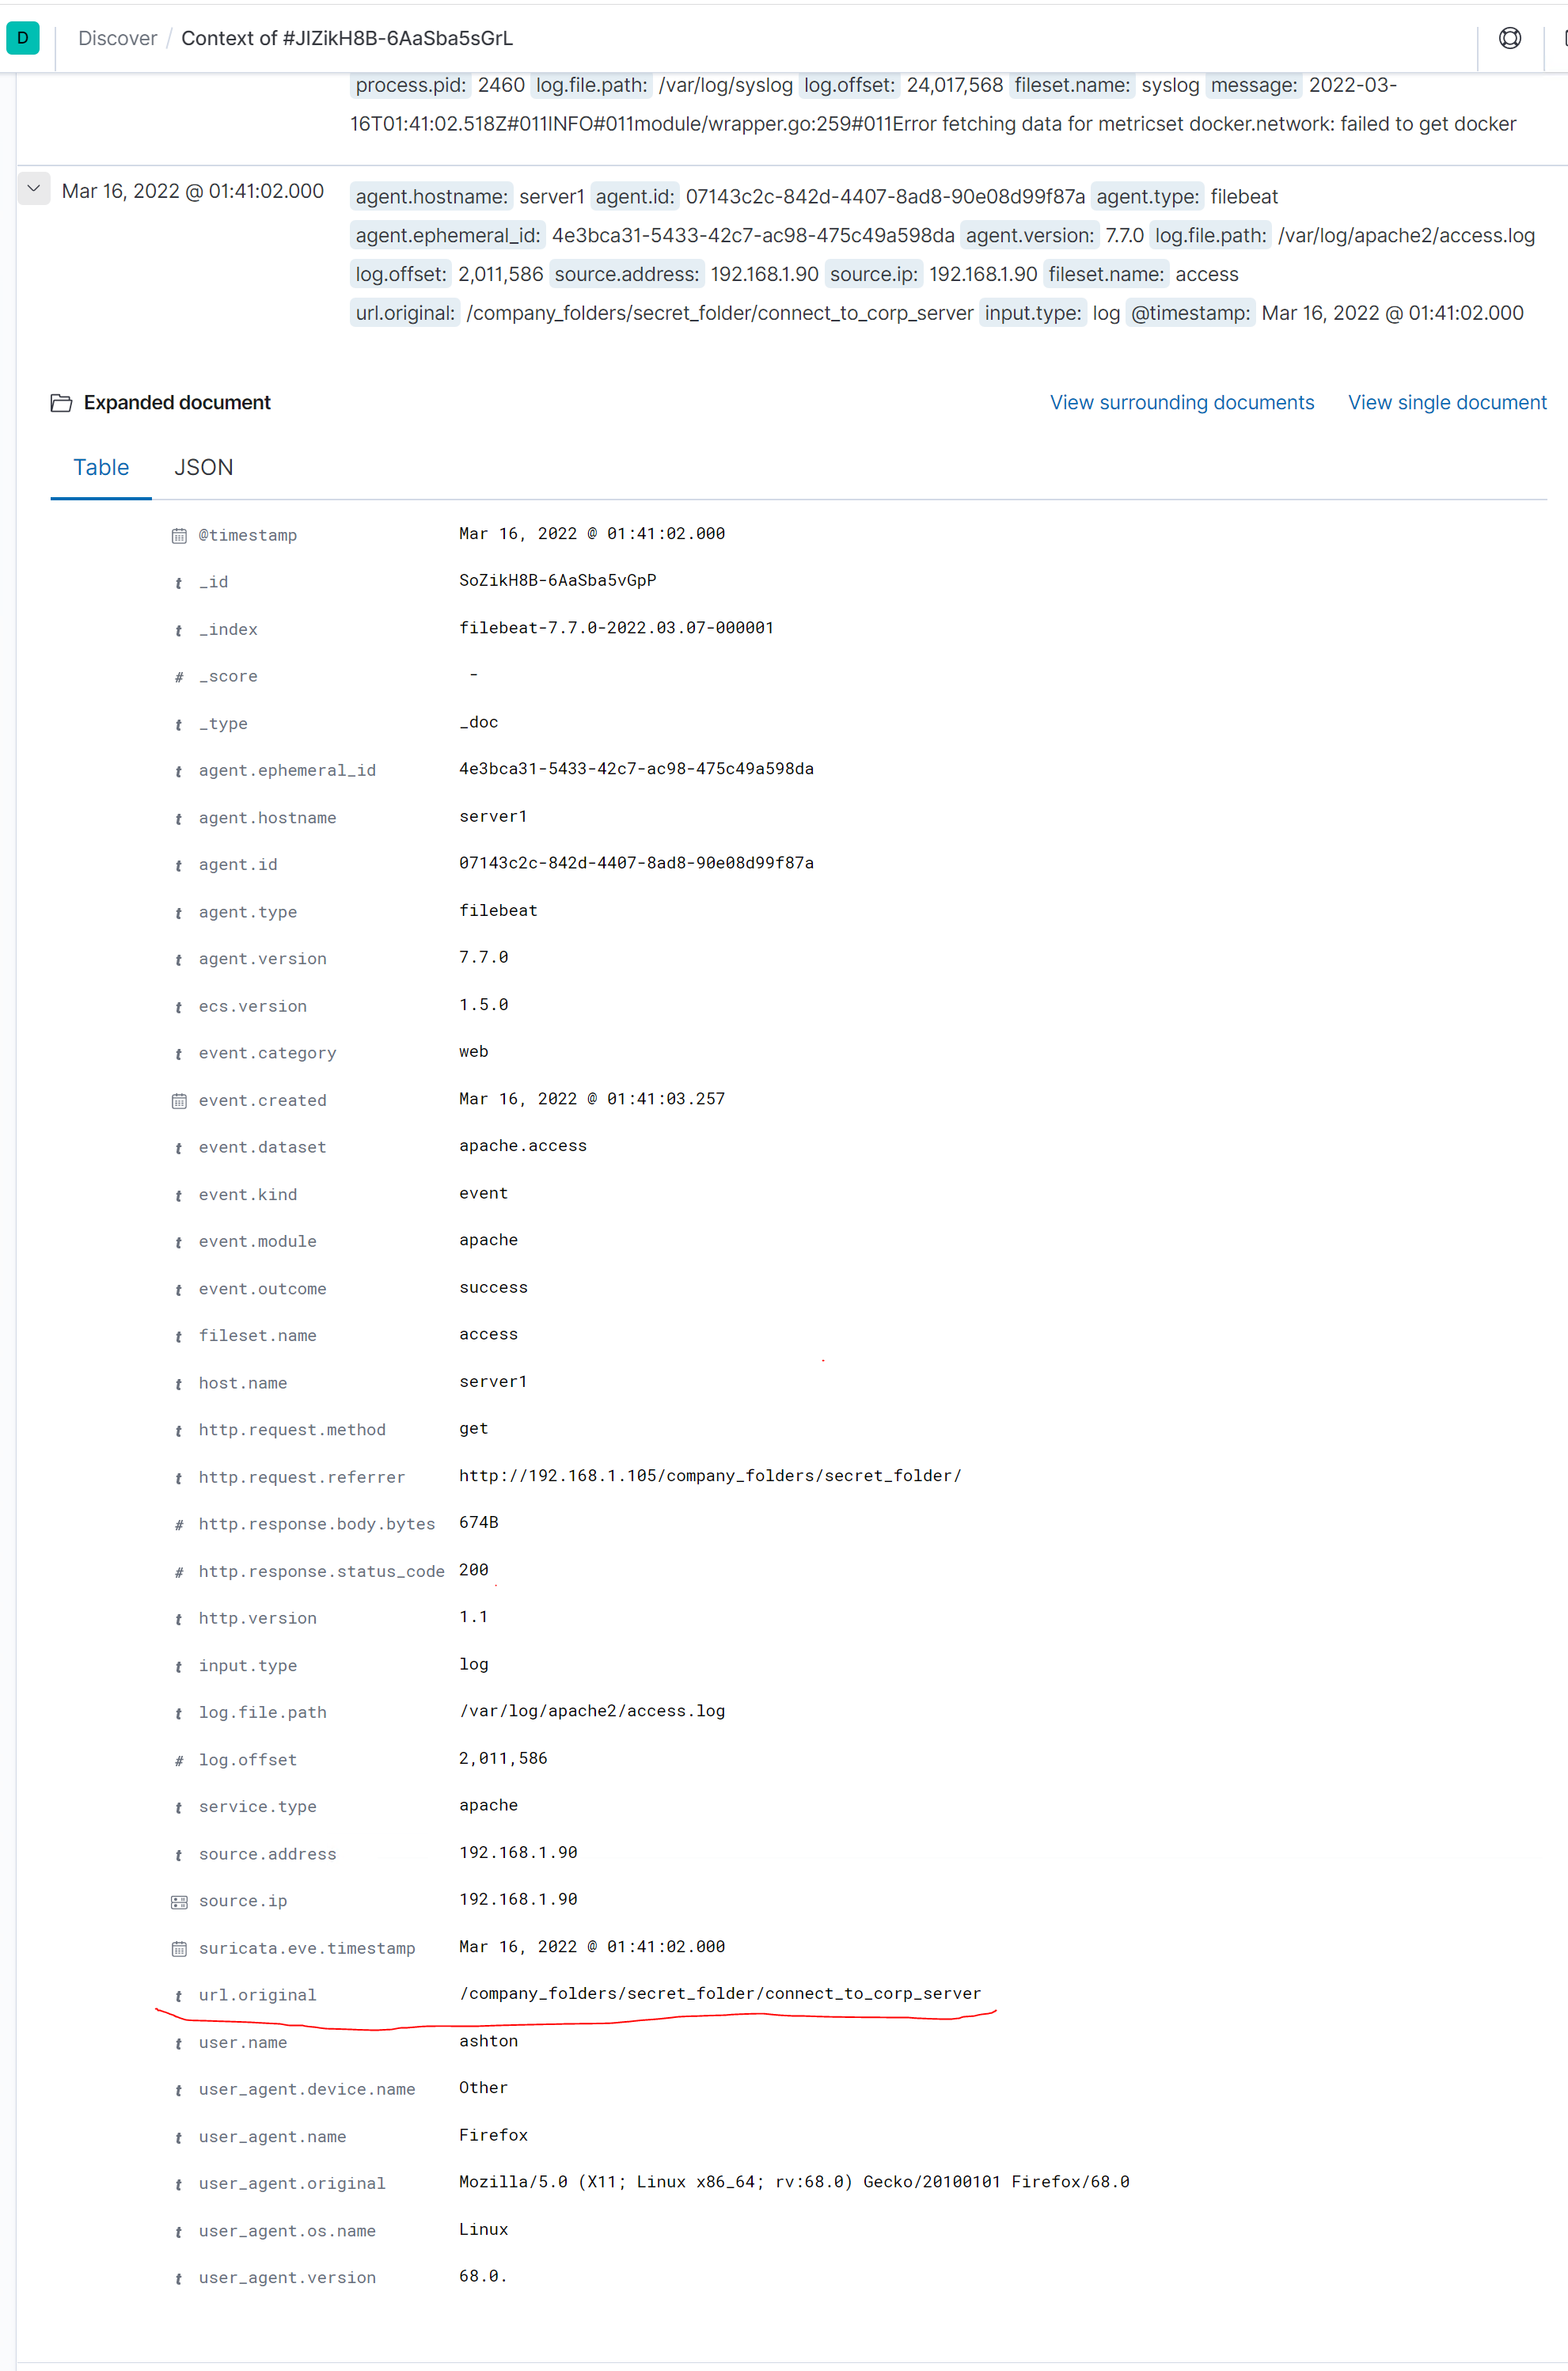 D Discover / Context of #JIZikH8B-6AaSba5sGrL
process.pid: 2460 log.file.path: /var/log/syslog log.offset: 24,017,568 fileset.name: syslog message: 2022-03-
16T01:41:02.518Z#011INFO#011module/wrapper.go:259#011Error fetching data for metricset docker.network: failed to get docker
Mar 16, 2022 @ 01:41:02.000 agent.hostname: server1 agent.id: 07143c2c-842d-4407-8ad8-90e08d99f87a agent.type: filebeat
agent.ephemeral_id: 4e3bca31-5433-42c7-ac98-475c49a598da agent.version: 7.7.0 log.file.path: /var/log/apache2/access.log
log.offset: 2,011,586 source.address: 192.168.1.90 source.ip: 192.168.1.90 fileset.name: access
url.original: /company_folders/secret_folder/connect_to_corp_server input.type: log @timestamp: Mar 16, 2022 @ 01:41:02.000
Expanded document View surrounding documents View single document
Table JSON
@timestamp Mar 16, 2022 @ 01:41:02.000
t _id SoZikH8B-6AaSba5vGpP
t _index filebeat-7.7.0-2022.03.07-000001
# _score -
t _type _doc
t agent.ephemeral_id 4e3bca31-5433-42c7-ac98-475c49a598da
t agent.hostname server1
t agent.id 07143c2c-842d-4407-8ad8-90e08d99f87a
t agent.type filebeat
t agent.version 7.7.0
t ecs.version 1.5.0
t event.category web
event.created Mar 16, 2022 @ 01:41:03.257
t event.dataset apache.access
t event.kind event
t event.module apache
t event.outcome success
t fileset.name access
t host.name server1
t http.request.method get
t http.request.referrer http://192.168.1.105/company_folders/secret_folder/
# http.response.body.bytes 674B
# http.response.status_code 200
t http.version 1.1
t input.type log
t log.file.path /var/log/apache2/access.log
# log.offset 2,011,586
t service.type apache
t source.address 192.168.1.90
source.ip 192.168.1.90
suricata.eve.timestamp Mar 16, 2022 @ 01:41:02.000
t url.original /company_folders/secret_folder/connect_to_corp_server
t user.name ashton
t user_agent.device.name Other
t user_agent.name Firefox
t user_agent.original Mozilla/5.0 (X11; Linux x86_64; rv:68.0) Gecko/20100101 Firefox/68.0
t user_agent.os.name Linux
t user_agent.version 68.0.